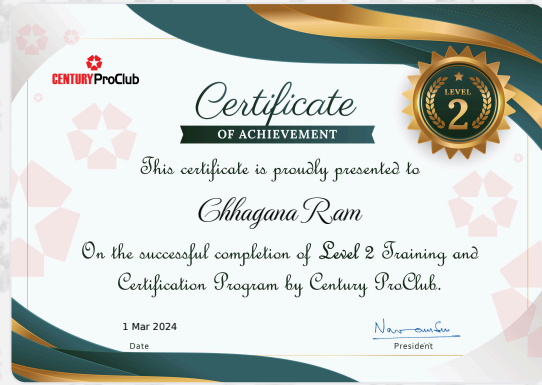 CENTURY ProClub
Certificate
OF ACHIEVEMENT
LEVEL
2
This certificate is proudly presented to
Chhagana Ram
On the successful completion of Level 2 Training and
Certification Program by Century ProClub.
1 Mar 2024
Date
President